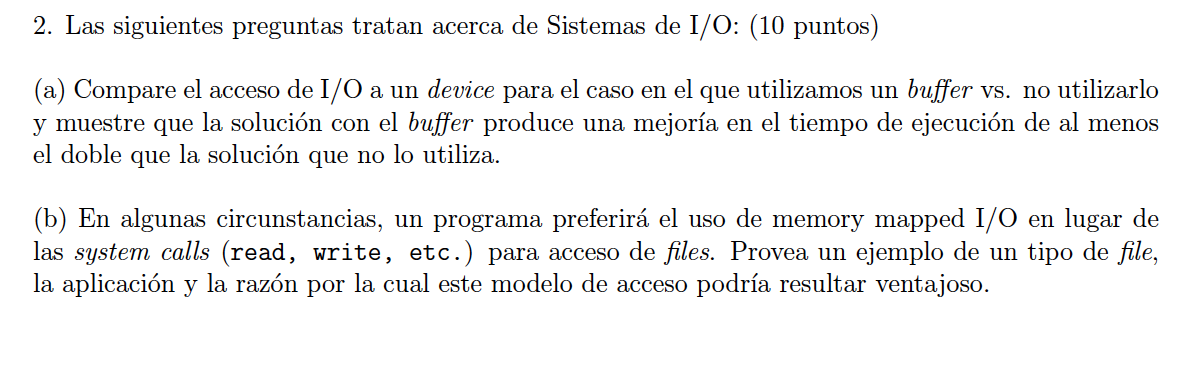 2. Las siguientes preguntas tratan acerca de Sistemas de I/O: (10 puntos)
(a) Compare el acceso de I/O a un device para el caso en el que utilizamos un buffer vs. no utilizarlo
y muestre que la solución con el buffer produce una mejoría en el tiempo de ejecución de al menos
el doble que la solución que no lo utiliza.
(b) En algunas circunstancias, un programa preferirá el uso de memory mapped I/O en lugar de
las system calls (read, write, etc.) para acceso de files. Provea un ejemplo de un tipo de file,
la aplicación y la razón por la cual este modelo de acceso podría resultar ventajoso.